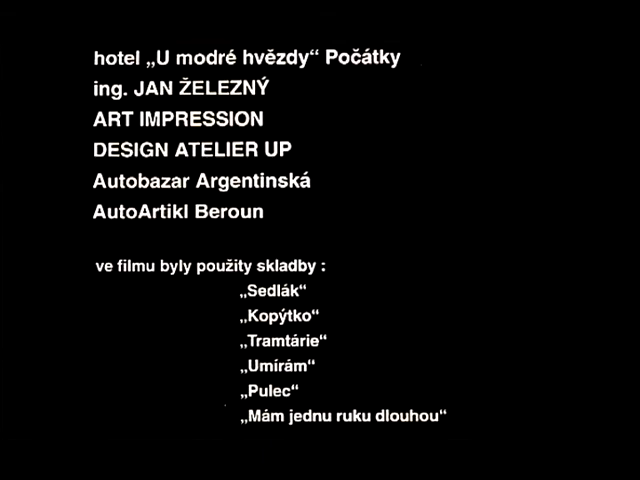 hotel „U modré hvězdy“ Počátky
ing. JAN ŽELEZNÝ
ART IMPRESSION
DESIGN ATELIER UP
Autobazar Argentinská
AutoArtikl Beroun
ve filmu byly použity skladby :
„Sedlák“
„Kopýtko“
„Tramtárie“
„Umírám“
„Pulec“
„Mám jednu ruku dlouhou“